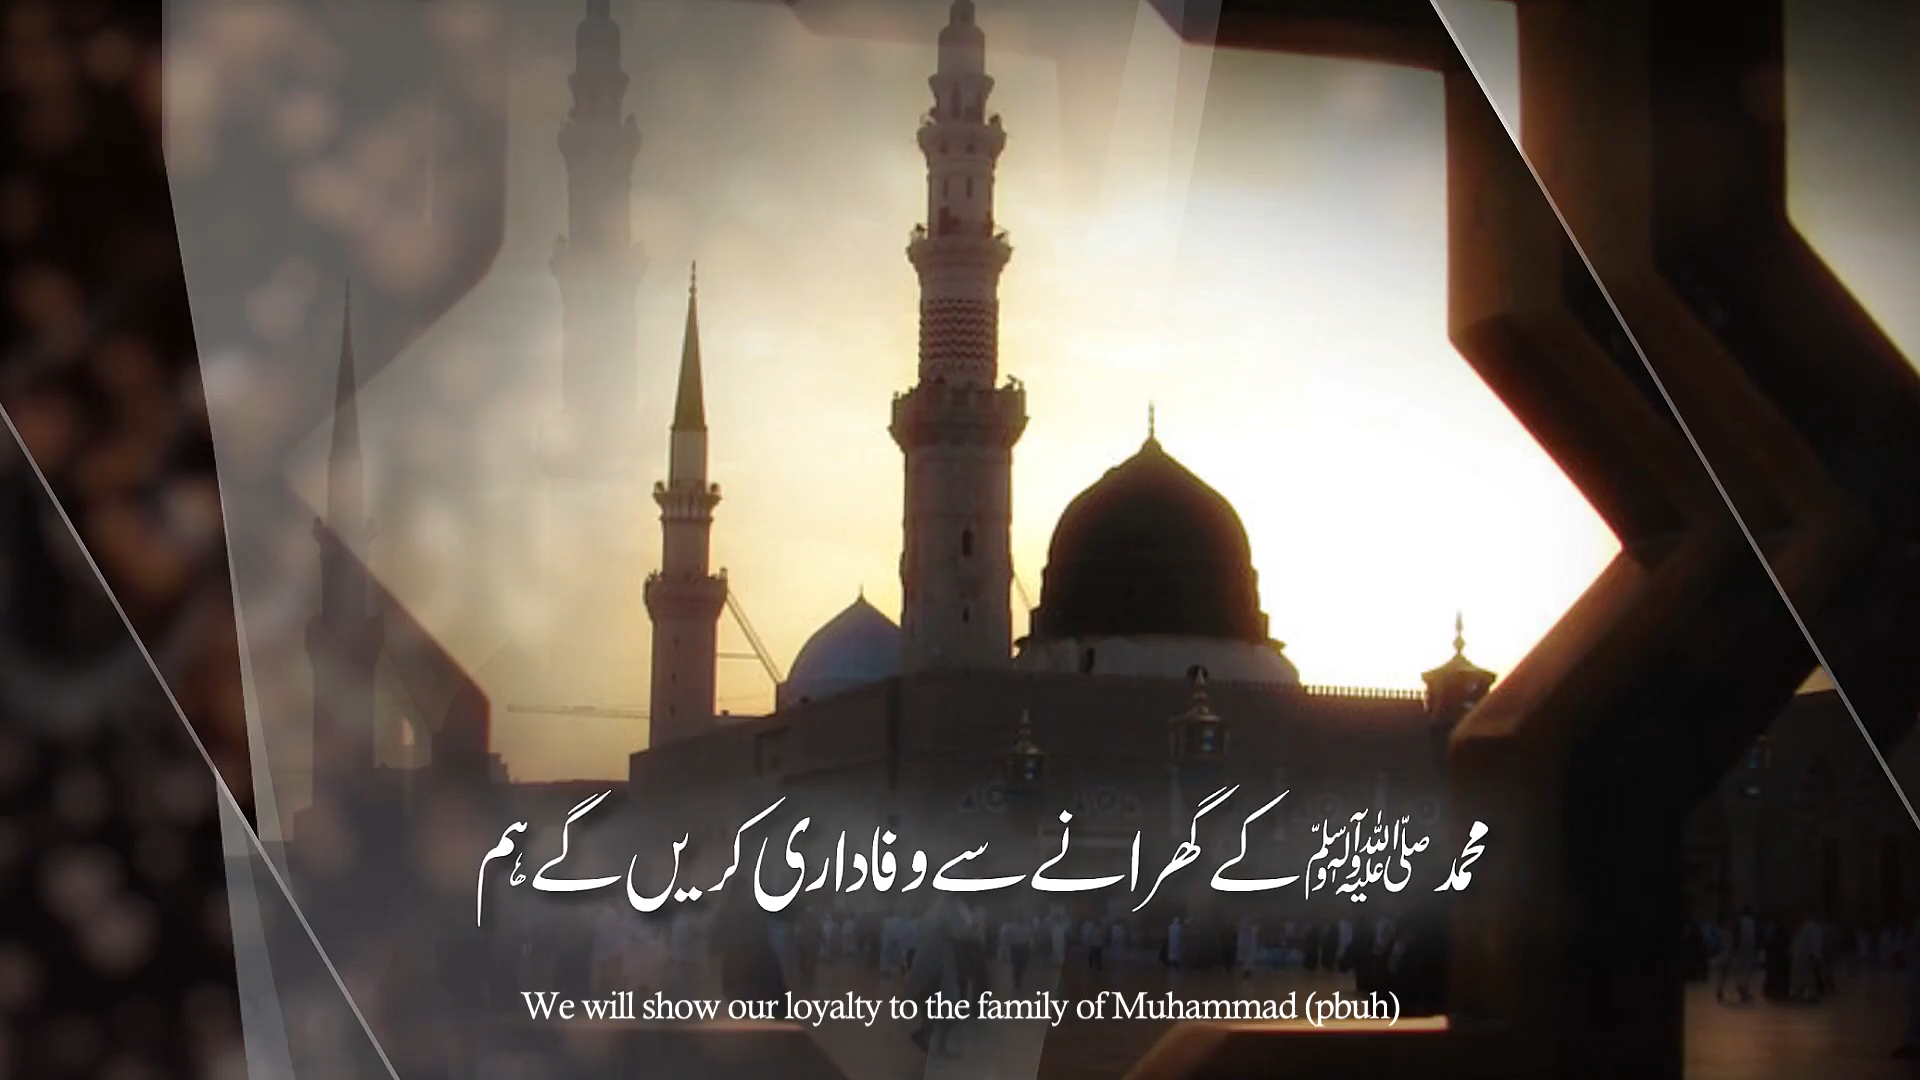 محمد صلی اللہ علیہ وآلہ وسلم کے گھرانے سے وفاداری کریں گے ہم
We will show our loyalty to the family of Muhammad (pbuh)